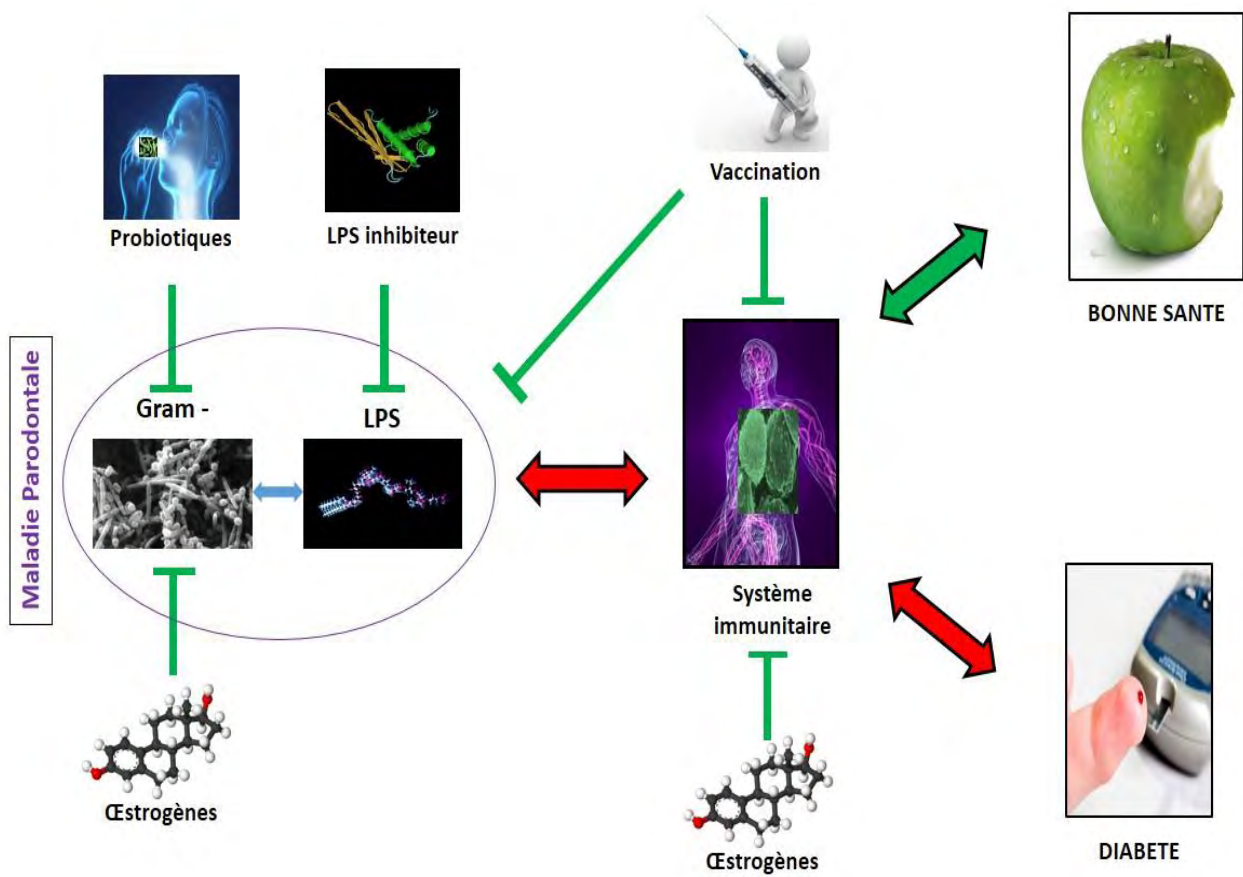 Probiotiques
LPS inhibiteur
Vaccination
BONNE SANTE
Maladie Parodontale
Gram -
LPS
Système
immunitaire
Œstrogènes
Œstrogènes
DIABETE